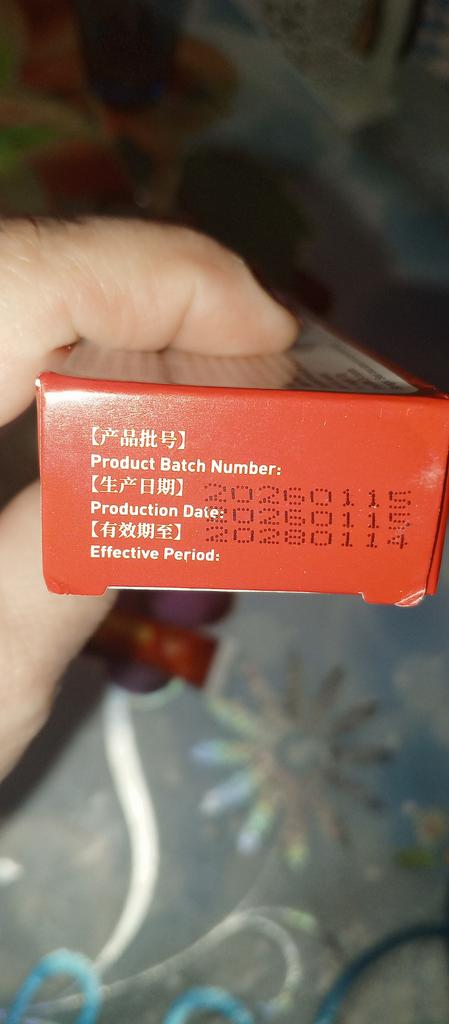 【产品批号】
Product Batch Number:
20260115
【生产日期】
Production Date:
20260115
【有效期至】
20280114
Effective Period: